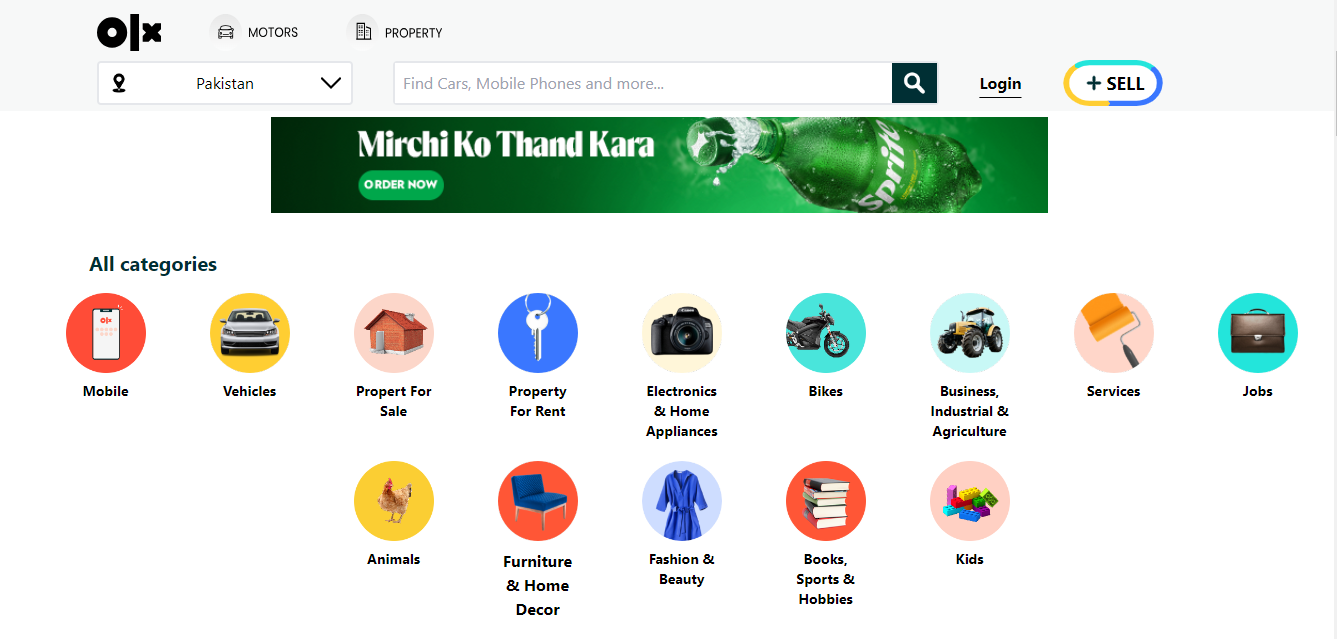 olx
MOTORS
PROPERTY
Pakistan
Find Cars, Mobile Phones and more...
Login
+ SELL
Mirchi Ko Thand Kara
ORDER NOW
Sprite
All categories
Mobile
Vehicles
Propert For
Sale
Property
For Rent
Electronics
& Home
Appliances
Bikes
Business,
Industrial &
Agriculture
Services
Jobs
Animals
Furniture
& Home
Decor
Fashion &
Beauty
Books,
Sports &
Hobbies
Kids